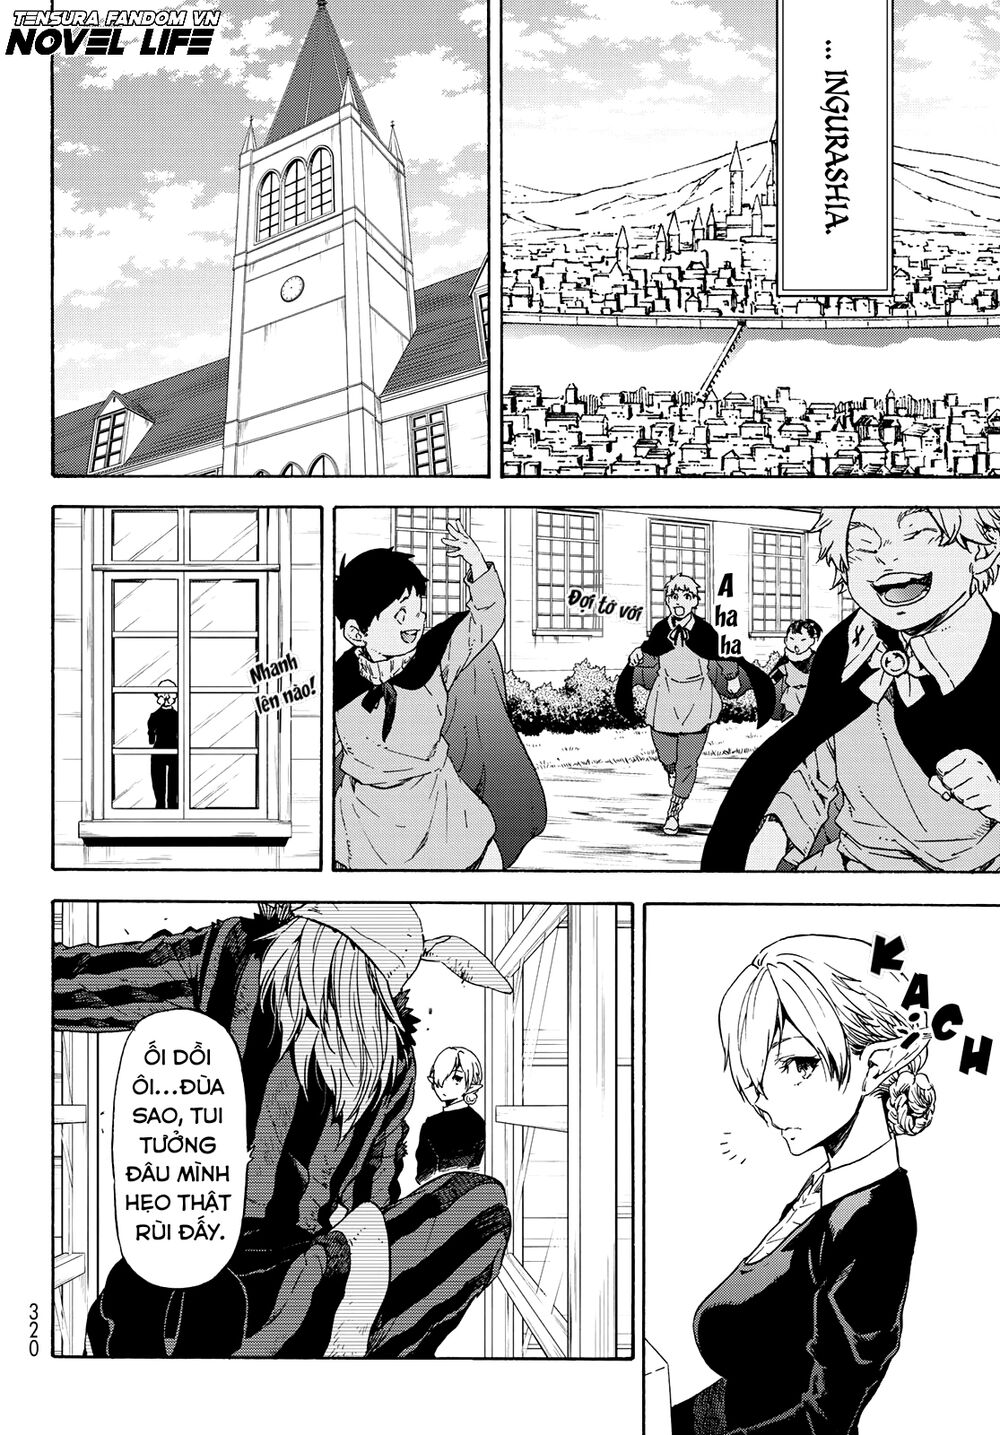 TENSURA FANDOM VN
NOVEL LIFE
... INGURASHIA.
A
ha
ha
Đợi tớ với
Nhanh
lên nào!
KẠCH
ỐI DỒI
ÔI...ĐÙA
SAO, TUI
TƯỞNG
ĐÂU MÌNH
HẸO THẬT
RÙI ĐẤY.
320